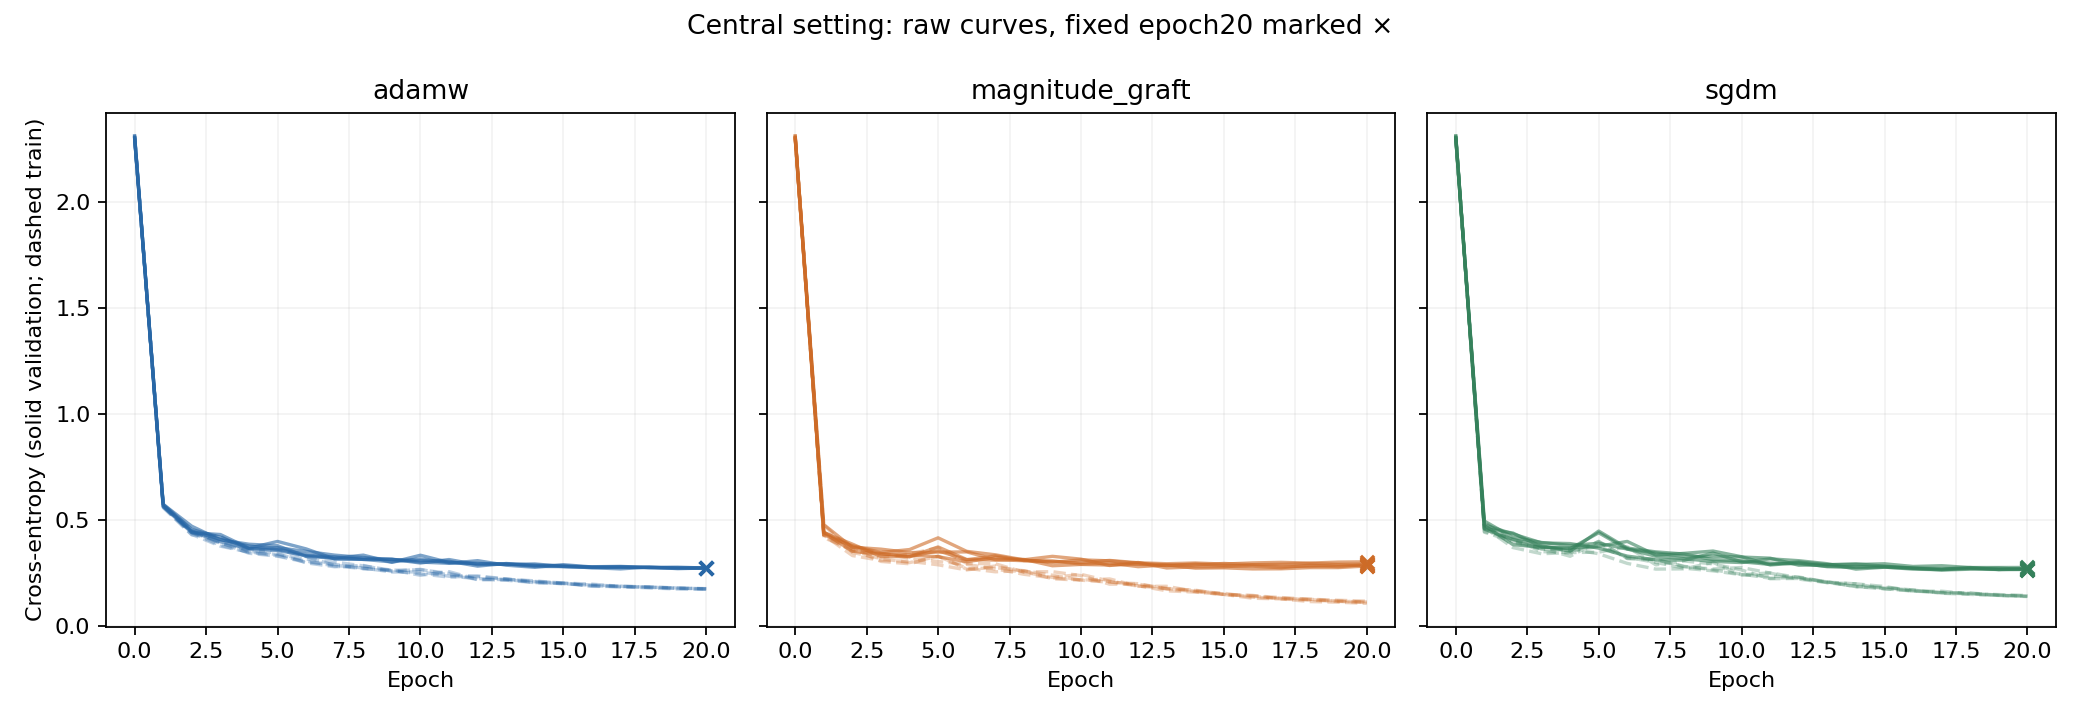 Central setting: raw curves, fixed epoch20 marked ×
adamw
magnitude_graft
sgdm
Cross-entropy (solid validation; dashed train)
2.0
1.5
1.0
0.5
0.0
0.0 2.5 5.0 7.5 10.0 12.5 15.0 17.5 20.0
0.0 2.5 5.0 7.5 10.0 12.5 15.0 17.5 20.0
0.0 2.5 5.0 7.5 10.0 12.5 15.0 17.5 20.0
Epoch
Epoch
Epoch